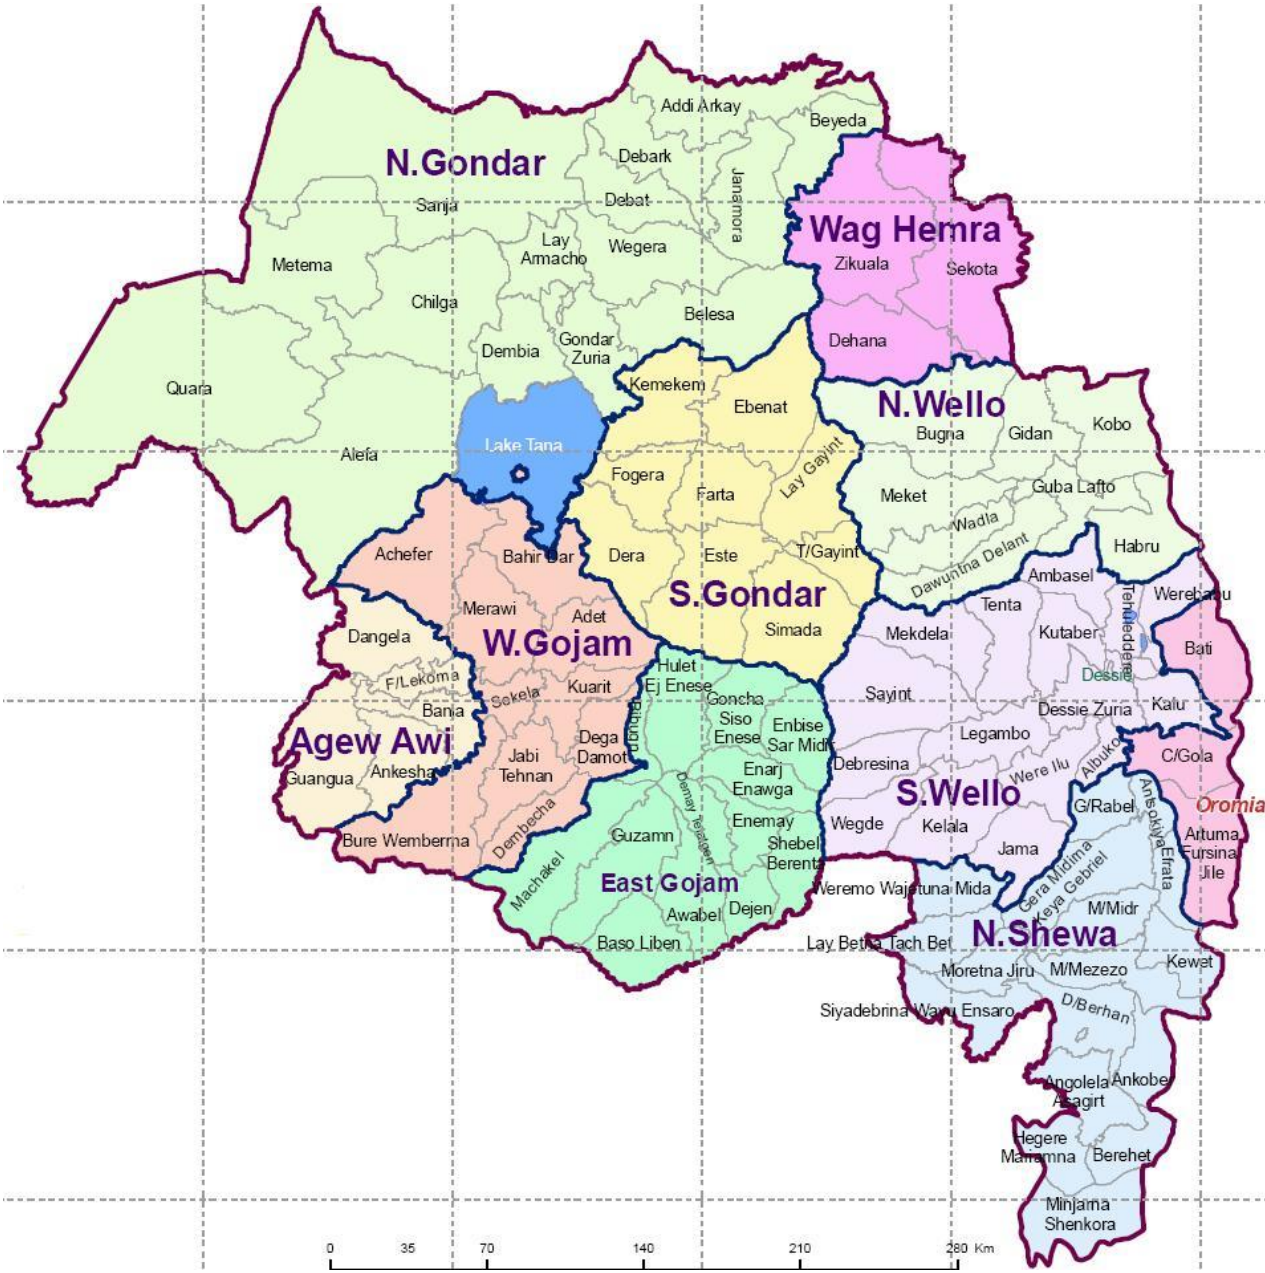 Addi Arkay
Beyeda
N.Gondar
Debark
Janamora
Debat
Sanja
Wag Hemra
Lay
Armacho
Wegera
Metema
Zikuala
Sekota
Chilga
Belesa
Dembia
Gondar
Zuria
Dehana
Quara
Kemekem
Ebenat
N.Wello
Bugna
Gidan
Kobo
Lake Tana
Alefa
Fogera
Farta
Lay Gayint
Meket
Guba Lafto
Wadla
Achefer
Bahir Dar
Dera
Este
T/Gayint
Dawuntna Delant
Habru
Ambasel
Tehuledere
Werebabu
S.Gondar
Merawi
Adet
Tenta
Dangela
W.Gojam
Simada
Mekdela
Kutaber
Bati
Hulet
Ej Enese
F/Lekoma
Sekela
Kuarit
Bibugn
Dessie
Sayint
Goncha
Siso
Enese
Bania
Dessie Zuria
Kalu
Agew Awi
Enbise
Sar Midir
Dega
Damot
Legambo
Jabi
Tehnan
Debresina
Albuko
C/Gola
Guangua
Ankesha
Enarj
Enawga
Were Ilu
S.Wello
Antsokiya
G/Rabel
Oromia
Bure Wemberma
Dembecha
Guzamn
Enemay
Wegde
Kelala
Jama
Artuma
Fursina
Jile
Shebel
Berenta
Efrata
Machakel
East Gojam
Weremo Wajetuna Mida
Gera Midima
Keya Gebriel
Awabel
Dejen
M/Midr
Baso Liben
Lay Betna Tach Bet
N.Shewa
Moretna Jiru
M/Mezezo
Kewet
Siyadebrina Wayu Ensaro
D/Berhan
Angolela
Asagirt
Ankober
Hegere
Mariamna
Berehet
Minjarna
Shenkora
0 35 70 140 210 280 Km